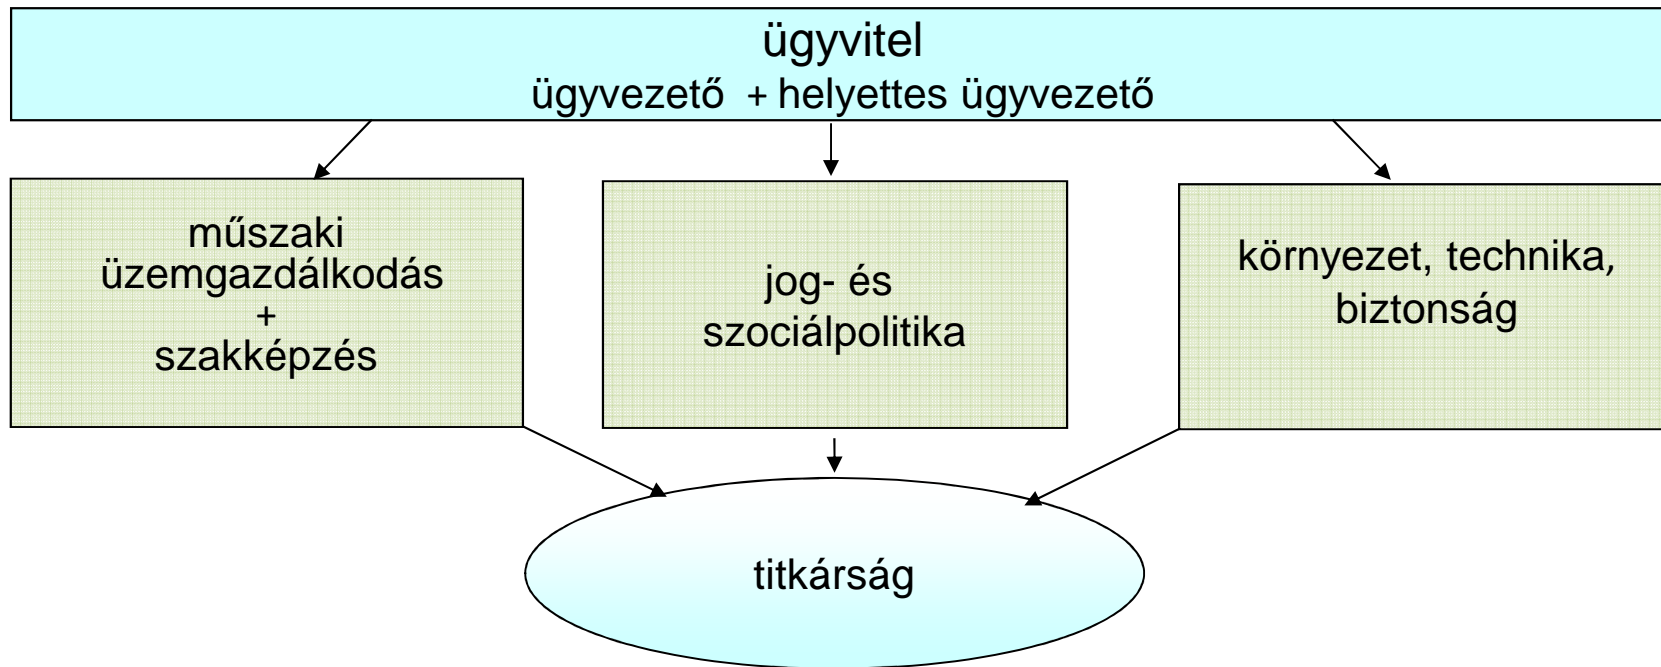 ügyvitel
ügyvezető + helyettes ügyvezető
műszaki
üzemgazdálkodás
+
szakképzés
jog- és
szociálpolitika
környezet, technika,
biztonság
titkárság